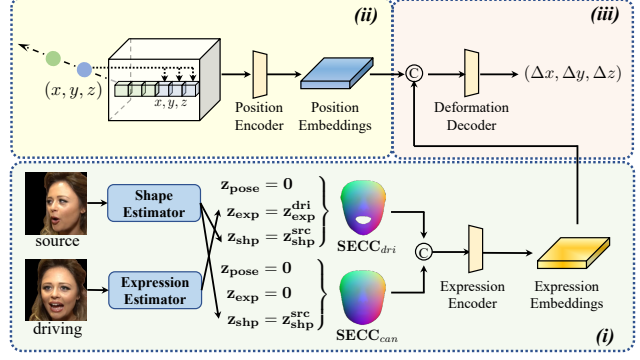 (ii)
(iii)
(x, y, z)
x, y, z
Position
Encoder
Position
Embeddings
C
Deformation
Decoder
(Δx, Δy, Δz)
source
Shape
Estimator
driving
Expression
Estimator
z_pose = 0
z_exp = z_exp^dri
z_shp = z_shp^src
z_pose = 0
z_exp = 0
z_shp = z_shp^src
SECC_dri
SECC_can
C
Expression
Encoder
Expression
Embeddings
(i)